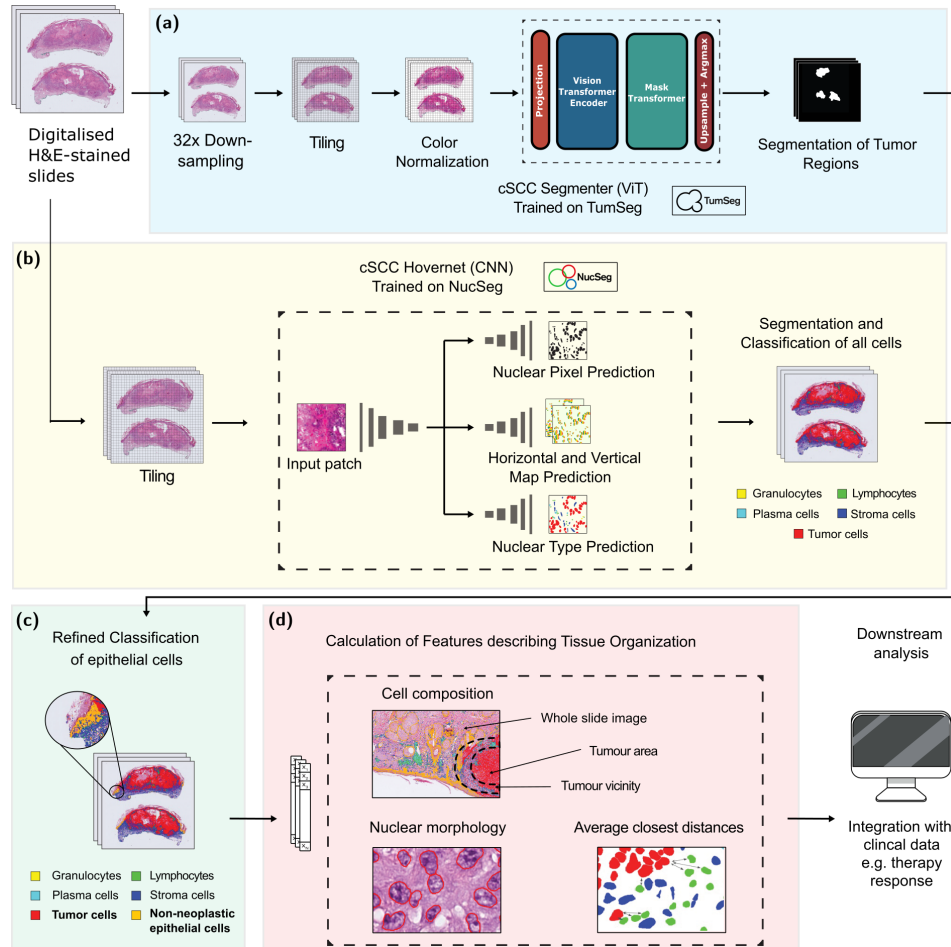 (a)
Digitalised
H&E-stained
slides
32x Down-
sampling
Tiling
Color
Normalization
Projection
Vision
Transformer
Encoder
Mask
Transformer
Upsample + Argmax
cSCC Segmenter (ViT)
Trained on TumSeg
TumSeg
Segmentation of Tumor
Regions
(b)
cSCC Hovernet (CNN)
Trained on NucSeg
NucSeg
Tiling
Input patch
Nuclear Pixel Prediction
Horizontal and Vertical
Map Prediction
Nuclear Type Prediction
Segmentation and
Classification of all cells
Granulocytes
Lymphocytes
Plasma cells
Stroma cells
Tumor cells
(c)
Refined Classification
of epithelial cells
Granulocytes
Lymphocytes
Plasma cells
Stroma cells
Tumor cells
Non-neoplastic
epithelial cells
(d)
Calculation of Features describing Tissue Organization
Cell composition
Whole slide image
Tumour area
Tumour vicinity
Nuclear morphology
Average closest distances
Downstream
analysis
Integration with
clincal data
e.g. therapy
response